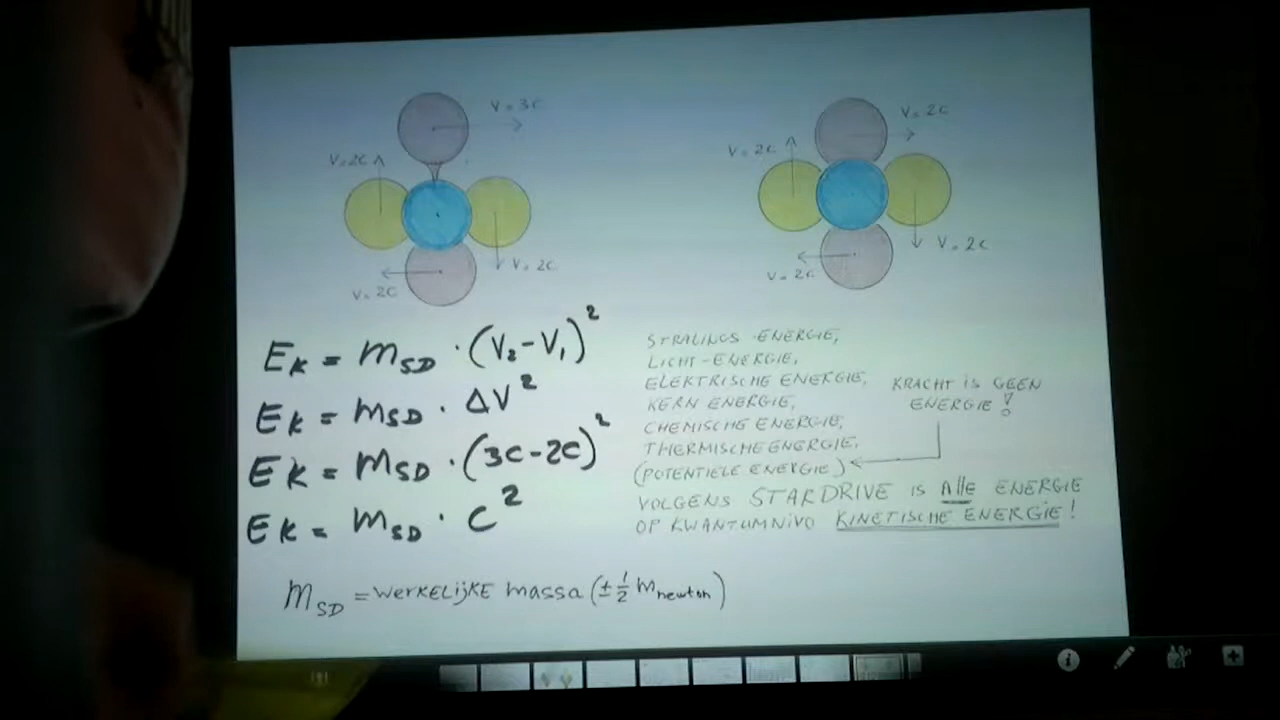 V=3C
V=2C
V=2C
V=2C
V=2C
V=2C
V=2C
V=2C
EK = mSD · (V2-V1)²
EK = mSD · ΔV²
EK = mSD · (3C-2C)²
EK = mSD · C²
mSD = WERKELIJKE massa (± 1/2 mnewton)
STRALINGS-ENERGIE,
LICHT-ENERGIE,
ELEKTRISCHE ENERGIE,
KERN ENERGIE,
CHEMISCHE ENERGIE,
THERMISCHE ENERGIE,
(POTENTIELE ENERGIE)
KRACHT IS GEEN
ENERGIE!
VOLGENS STARDRIVE IS AllE ENERGIE
OP KWANTUMNIVO KINETISCHE ENERGIE!